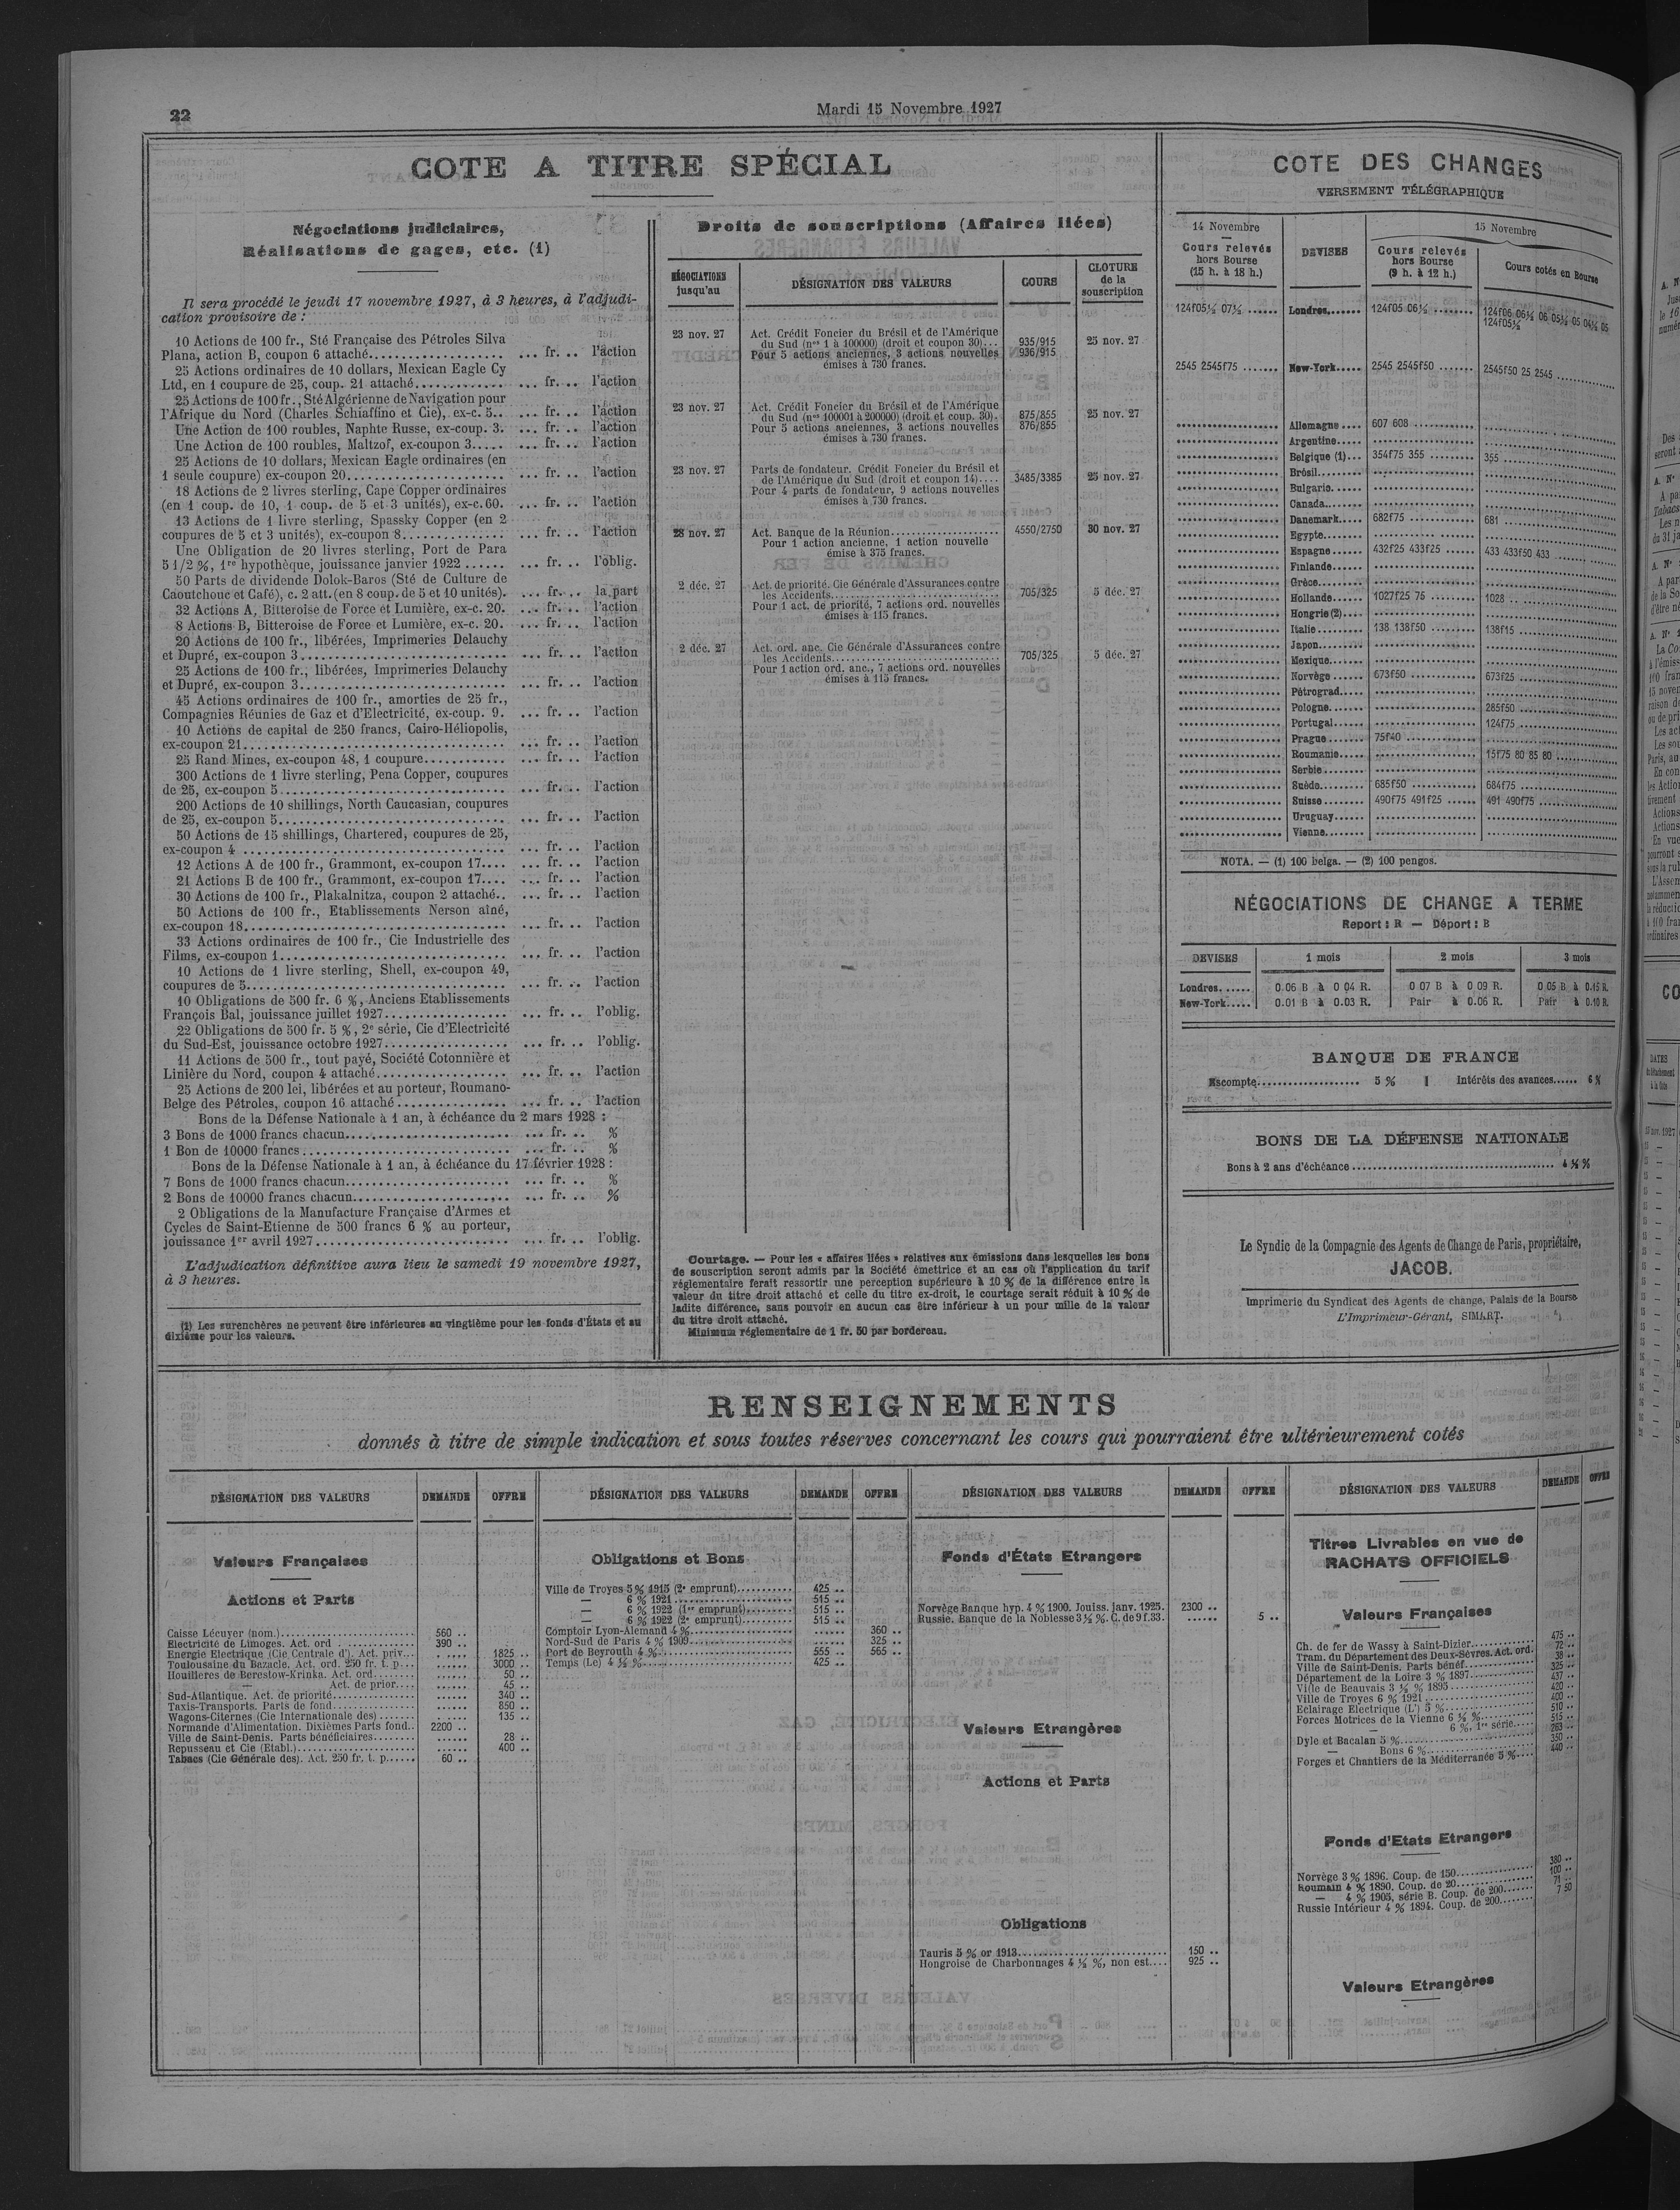 22
Mardi 15 Novembre 1927
COTE A TITRE SPÉCIAL
Négociations judiciaires,
Réalisations de gages, etc. (1)
Il sera procédé le jeudi 17 novembre 1927, à 3 heures, à l'adjudi-
cation provisoire de :
10 Actions de 100 fr., Sté Française des Pétroles Silva
Plana, action B, coupon 6 attaché... ... fr. .. l'action
25 Actions ordinaires de 10 dollars, Mexican Eagle Cy
Ltd, en 1 coupure de 25, coup. 21 attaché... ... fr. .. l'action
25 Actions de 100 fr., Sté Algérienne de Navigation pour
l'Afrique du Nord (Charles Schiaffino et Cie), ex-c. 5.. ... fr. .. l'action
Une Action de 100 roubles, Naphte Russe, ex-coup. 3. ... fr. .. l'action
Une Action de 100 roubles, Maltzof, ex-coupon 3..... ... fr. .. l'action
25 Actions de 10 dollars, Mexican Eagle ordinaires (en
1 seule coupure) ex-coupon 20... ... fr. .. l'action
18 Actions de 2 livres sterling, Cape Copper ordinaires
(en 1 coup. de 10, 1 coup. de 5 et 3 unités), ex-c. 60. ... fr. .. l'action
13 Actions de 1 livre sterling, Spassky Copper (en 2
coupures de 5 et 3 unités), ex-coupon 8... ... fr. .. l'action
Une Obligation de 20 livres sterling, Port de Para
5 1/2 %, 1re hypothèque, jouissance janvier 1922 ...... ... fr. .. l'oblig.
50 Parts de dividende Dolok-Baros (Sté de Culture de
Caoutchouc et Café), c. 2 att. (en 8 coup. de 5 et 10 unités). ... fr. .. la part
32 Actions A, Bitteroise de Force et Lumière, ex-c. 20. ... fr. .. l'action
8 Actions B, Bitteroise de Force et Lumière, ex-c. 20. ... fr. .. l'action
20 Actions de 100 fr., libérées, Imprimeries Delauchy
et Dupré, ex-coupon 3... ... fr. .. l'action
25 Actions de 100 fr., libérées, Imprimeries Delauchy
et Dupré, ex-coupon 3... ... fr. .. l'action
45 Actions ordinaires de 100 fr., amorties de 25 fr.,
Compagnies Réunies de Gaz et d'Electricité, ex-coup. 9. ... fr. .. l'action
10 Actions de capital de 250 francs, Cairo-Héliopolis,
ex-coupon 21... ... fr. .. l'action
25 Rand Mines, ex-coupon 48, 1 coupure... ... fr. .. l'action
300 Actions de 1 livre sterling, Pena Copper, coupures
de 25, ex-coupon 5... ... fr. .. l'action
200 Actions de 10 shillings, North Caucasian, coupures
de 25, ex-coupon 5... ... fr. .. l'action
50 Actions de 15 shillings, Chartered, coupures de 25,
ex-coupon 4 ... ... fr. .. l'action
12 Actions A de 100 fr., Grammont, ex-coupon 17.... ... fr. .. l'action
21 Actions B de 100 fr., Grammont, ex-coupon 17.... ... fr. .. l'action
30 Actions de 100 fr., Plakalnitza, coupon 2 attaché.. ... fr. .. l'action
50 Actions de 100 fr., Etablissements Nerson aîné,
ex-coupon 18... ... fr. .. l'action
33 Actions ordinaires de 100 fr., Cie Industrielle des
Films, ex-coupon 1... ... fr. .. l'action
10 Actions de 1 livre sterling, Shell, ex-coupon 49,
coupures de 5... ... fr. .. l'action
10 Obligations de 500 fr. 6 %, Anciens Etablissements
François Bal, jouissance juillet 1927... ... fr. .. l'oblig.
22 Obligations de 500 fr. 5 %, 2e série, Cie d'Electricité
du Sud-Est, jouissance octobre 1927... ... fr. .. l'oblig.
11 Actions de 500 fr., tout payé, Société Cotonnière et
Linière du Nord, coupon 4 attaché... ... fr. .. l'action
25 Actions de 200 lei, libérées et au porteur, Roumano-
Belge des Pétroles, coupon 16 attaché ... ... fr. .. l'action
Bons de la Défense Nationale à 1 an, à échéance du 2 mars 1928 :
3 Bons de 1000 francs chacun... ... fr. .. %
1 Bon de 10000 francs ... ... fr. .. %
Bons de la Défense Nationale à 1 an, à échéance du 17 février 1928 :
7 Bons de 1000 francs chacun... ... fr. .. %
2 Bons de 10000 francs chacun... ... fr. .. %
2 Obligations de la Manufacture Française d'Armes et
Cycles de Saint-Etienne de 500 francs 6 % au porteur,
jouissance 1er avril 1927... ... fr. .. l'oblig.
L'adjudication définitive aura lieu le samedi 19 novembre 1927,
à 3 heures.
(1) Les surenchères ne peuvent être inférieures au vingtième pour les fonds d'États et au
dixième pour les valeurs.
Droits de souscriptions (Affaires liées)
NÉGOCIATIONS jusqu'au | DÉSIGNATION DES VALEURS | COURS | CLOTURE de la souscription
23 nov. 27 Act. Crédit Foncier du Brésil et de l'Amérique
du Sud (nos 1 à 100000) (droit et coupon 30)... 935/915 25 nov. 27
Pour 5 actions anciennes, 3 actions nouvelles 936/915
émises à 730 francs.
23 nov. 27 Act. Crédit Foncier du Brésil et de l'Amérique
du Sud (nos 100001 à 200000) (droit et coup. 30). 875/855 25 nov. 27
Pour 5 actions anciennes, 3 actions nouvelles 876/855
émises à 730 francs.
23 nov. 27 Parts de fondateur. Crédit Foncier du Brésil et
de l'Amérique du Sud (droit et coupon 14).... 3485/3385 25 nov. 27
Pour 4 parts de fondateur, 9 actions nouvelles
émises à 730 francs.
28 nov. 27 Act. Banque de la Réunion... 4550/2750 30 nov. 27
Pour 1 action ancienne, 1 action nouvelle
émise à 375 francs.
2 déc. 27 Act. de priorité. Cie Générale d'Assurances contre
les Accidents... 705/325 5 déc. 27
Pour 1 act. de priorité, 7 actions ord. nouvelles
émises à 115 francs.
2 déc. 27 Act. ord. anc. Cie Générale d'Assurances contre
les Accidents... 705/325 5 déc. 27
Pour 1 action ord. anc., 7 actions ord. nouvelles
émises à 115 francs.
Courtage. — Pour les « affaires liées » relatives aux émissions dans lesquelles les bons
de souscription seront admis par la Société émettrice et au cas où l'application du tarif
réglementaire ferait ressortir une perception supérieure à 10 % de la différence entre la
valeur du titre droit attaché et celle du titre ex-droit, le courtage serait réduit à 10 % de
ladite différence, sans pouvoir en aucun cas être inférieur à un pour mille de la valeur
du titre droit attaché.
Minimum réglementaire de 1 fr. 50 par bordereau.
COTE DES CHANGES
VERSEMENT TÉLÉGRAPHIQUE
14 Novembre — Cours relevés hors Bourse (15 h. à 18 h.) | DEVISES | 15 Novembre Cours relevés hors Bourse (9 h. à 12 h.) | Cours cotés en Bourse
124f05½ 07½ ...... Londres...... 124f05 06½ ........ 124f06 06½ 06 05½ 05 04½ 05
124f05½
2545 2545f75 ....... New-York..... 2545 2545f50 ....... 2545f50 25 2545
Allemagne .... 607 608
Argentine.....
Belgique (1)... 354f75 355 355
Brésil
Bulgarie
Canada
Danemark..... 682f75 681
Egypte
Espagne 432f25 433f25 433 433f50 433
Finlande
Grèce
Hollande 1027f25 75 1028
Hongrie (2)
Italie 138 138f50 138f15
Japon
Mexique
Norvège 673f50 673f25
Pétrograd
Pologne 285f50
Portugal 124f75
Prague 75f40
Roumanie 15f75 80 85 80
Serbie
Suède 685f50 684f75
Suisse 490f75 491f25 491 490f75
Uruguay
Vienne
NOTA. — (1) 100 belga. — (2) 100 pengos.
NÉGOCIATIONS DE CHANGE A TERME
Report : R — Déport : B
DEVISES | 1 mois | 2 mois | 3 mois
Londres...... 0.06 B à 0 04 R. 0 07 B à 0 09 R. 0 05 B à 0.15 R.
New-York..... 0.01 B à 0.03 R. Pair à 0.06 R. Pair à 0.10 R.
BANQUE DE FRANCE
Escompte... 5 % | Intérêts des avances...... 6 %
BONS DE LA DÉFENSE NATIONALE
Bons à 2 ans d'échéance ... 4 ½ %
Le Syndic de la Compagnie des Agents de Change de Paris, propriétaire,
JACOB.
Imprimerie du Syndicat des Agents de change, Palais de la Bourse
L'Imprimeur-Gérant, SIMART.
RENSEIGNEMENTS
donnés à titre de simple indication et sous toutes réserves concernant les cours qui pourraient être ultérieurement cotés
DÉSIGNATION DES VALEURS | DEMANDE | OFFRE
Valeurs Françaises
Actions et Parts
Caisse Lécuyer (nom.)... 560 ..
Electricité de Limoges. Act. ord ... 390 ..
Energie Electrique (Cie Centrale d'). Act. priv... ...... 1825 ..
Toulousaine du Bazacle. Act. ord. 250 fr. t. p... ...... 3000 ..
Houillères de Berestow-Krinka. Act. ord... ...... 50 ..
— Act. de prior.... ...... 45 ..
Sud-Atlantique. Act. de priorité... ...... 340 ..
Taxis-Transports. Parts de fond... ...... 850 ..
Wagons-Citernes (Cie Internationale des) ... 135 ..
Normande d'Alimentation. Dixièmes Parts fond.. 2200 ..
Ville de Saint-Denis. Parts bénéficiaires... ...... 28 ..
Repusseau et Cie (Etabl.)... ...... 400 ..
Tabacs (Cie Générale des). Act. 250 fr. t. p... 60 ..
DÉSIGNATION DES VALEURS | DEMANDE | OFFRE
Obligations et Bons
Ville de Troyes 5 % 1915 (2e emprunt)... 425 ..
— 6 % 1921... 515 ..
— 6 % 1922 (1er emprunt)... 515 ..
— 6 % 1922 (2e emprunt)... 515 ..
Comptoir Lyon-Alemand 4 %... ...... 360 ..
Nord-Sud de Paris 4 % 1909... ...... 325 ..
Port de Beyrouth 4 %... 555 .. 565 ..
Temps (Le) 4 ½ %... 425 ..
DÉSIGNATION DES VALEURS | DEMANDE | OFFRE
Fonds d'États Etrangers
Norvège Banque hyp. 4 % 1900. Jouiss. janv. 1925. 2300 ..
Russie. Banque de la Noblesse 3 ½ %. C. de 9 f. 33. ...... 5 ..
Valeurs Etrangères
Actions et Parts
Obligations
Tauris 5 % or 1913... 150 ..
Hongroise de Charbonnages 4 ½ %, non est.... 925 ..
DÉSIGNATION DES VALEURS | DEMANDE | OFFRE
Titres Livrables en vue de
RACHATS OFFICIELS
Valeurs Françaises
Ch. de fer de Wassy à Saint-Dizier... 475 ..
Tram. du Département des Deux-Sèvres. Act. ord. 72 ..
Ville de Saint-Denis. Parts bénéf... 38 ..
Département de la Loire 3 % 1897... 325 ..
Ville de Beauvais 3 ½ % 1895... 437 ..
Ville de Troyes 6 % 1921... 420 ..
Eclairage Electrique (L') 5 %... 400 ..
Forces Motrices de la Vienne 6 ½ %... 510 ..
— 6 %, 1re série... 515 ..
Dyle et Bacalan 5 %... 263 ..
— Bons 6 %... 350 ..
Forges et Chantiers de la Méditerranée 5 %... 440 ..
Fonds d'Etats Etrangers
Norvège 3 % 1896. Coup. de 150... 380 ..
Roumain 4 % 1890. Coup. de 20... 100 ..
— 4 % 1905, série B. Coup. de 200... 71 ..
Russie Intérieur 4 % 1894. Coup. de 200... 7 50
Valeurs Etrangères